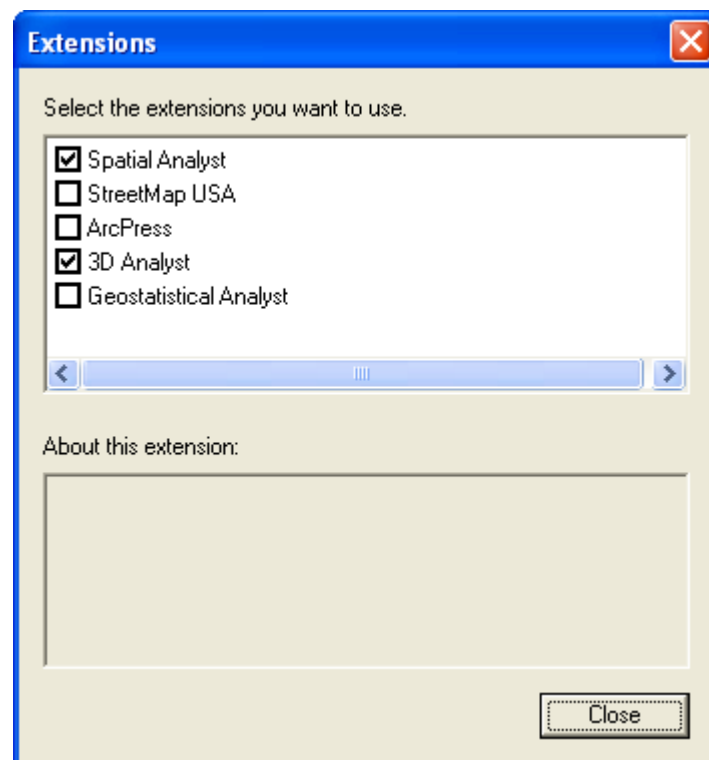 Extensions
Select the extensions you want to use.
Spatial Analyst
StreetMap USA
ArcPress
3D Analyst
Geostatistical Analyst
About this extension:
Close